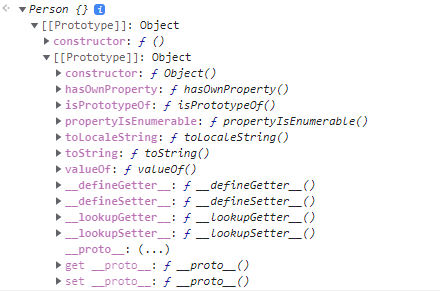 Person {} i
[[Prototype]]: Object
constructor: ƒ ()
[[Prototype]]: Object
constructor: ƒ Object()
hasOwnProperty: ƒ hasOwnProperty()
isPrototypeOf: ƒ isPrototypeOf()
propertyIsEnumerable: ƒ propertyIsEnumerable()
toLocaleString: ƒ toLocaleString()
toString: ƒ toString()
valueOf: ƒ valueOf()
__defineGetter__: ƒ __defineGetter__()
__defineSetter__: ƒ __defineSetter__()
__lookupGetter__: ƒ __lookupGetter__()
__lookupSetter__: ƒ __lookupSetter__()
__proto__: (...)
get __proto__: ƒ __proto__()
set __proto__: ƒ __proto__()